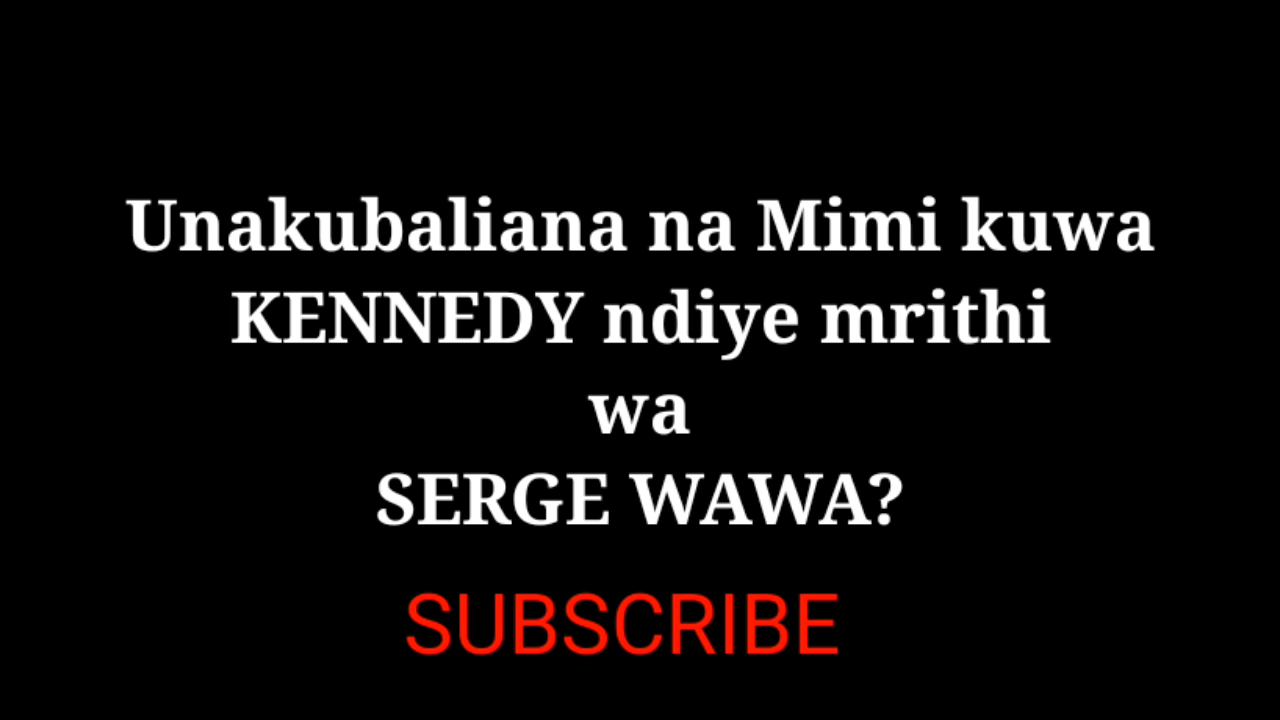 Unakubaliana na Mimi kuwa
KENNEDY ndiye mrithi
wa
SERGE WAWA?
SUBSCRIBE